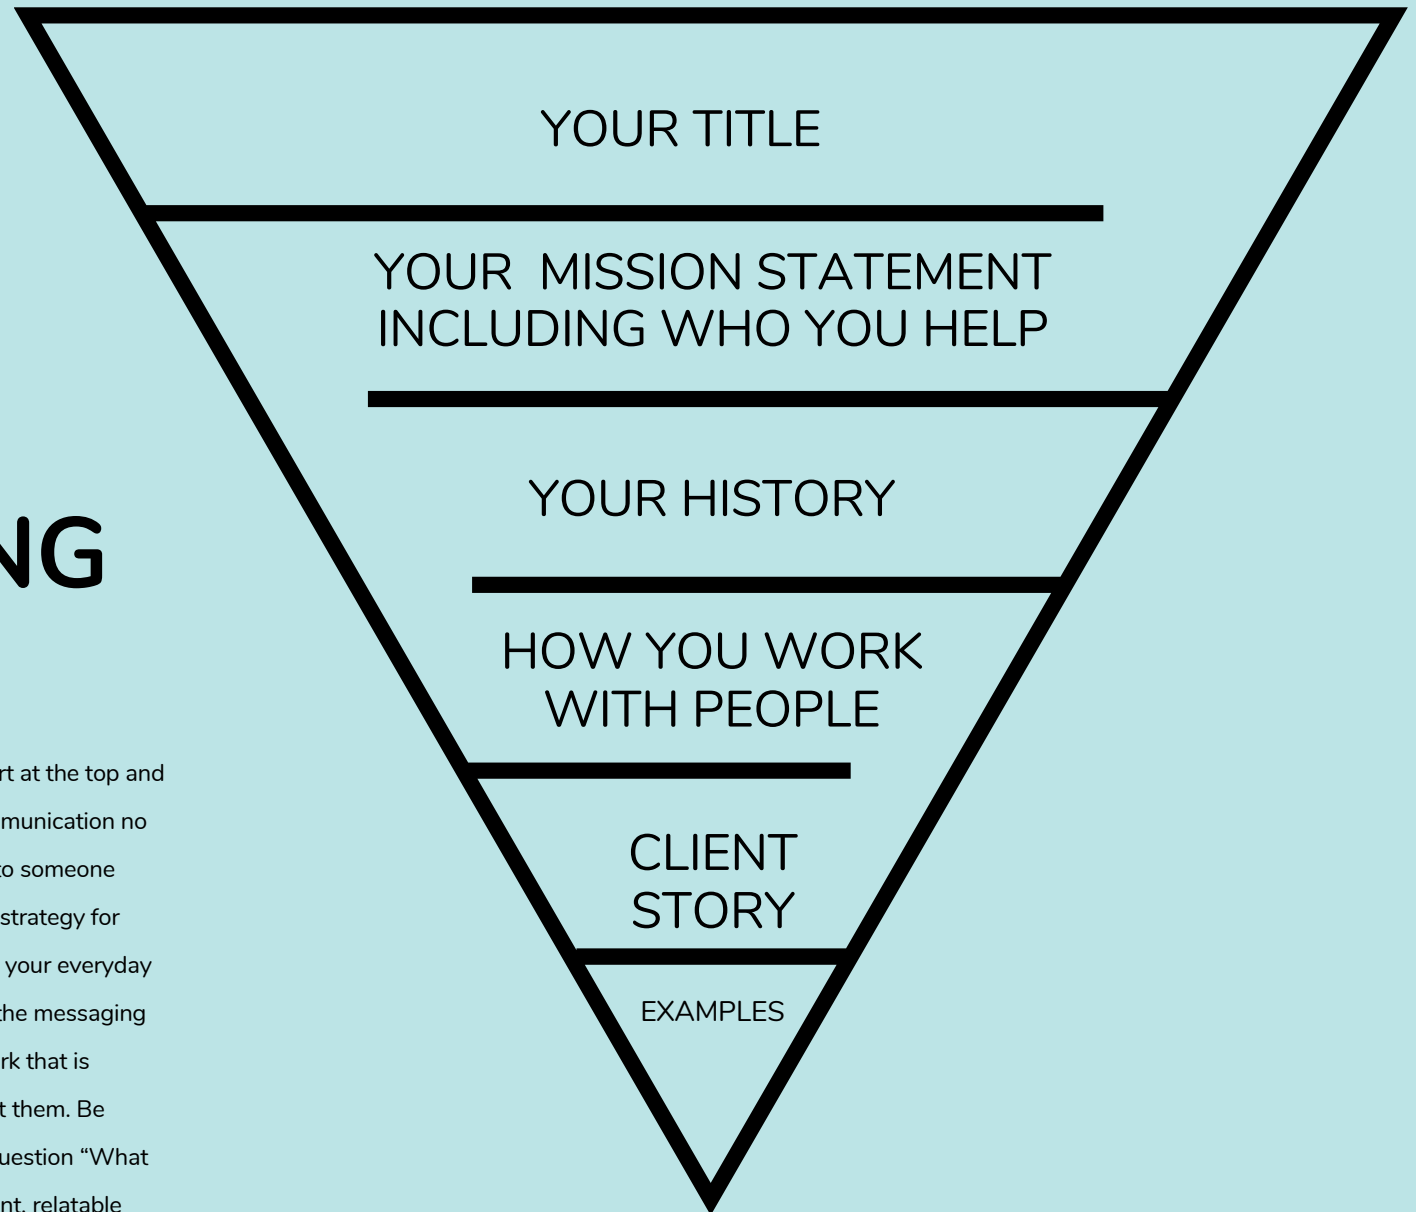 YOUR TITLE
YOUR MISSION STATEMENT
INCLUDING WHO YOU HELP
YOUR HISTORY
HOW YOU WORK
WITH PEOPLE
CLIENT
STORY
EXAMPLES
NG
rt at the top and
munication no
to someone
strategy for
your everyday
the messaging
rk that is
t them. Be
uestion “What
nt, relatable